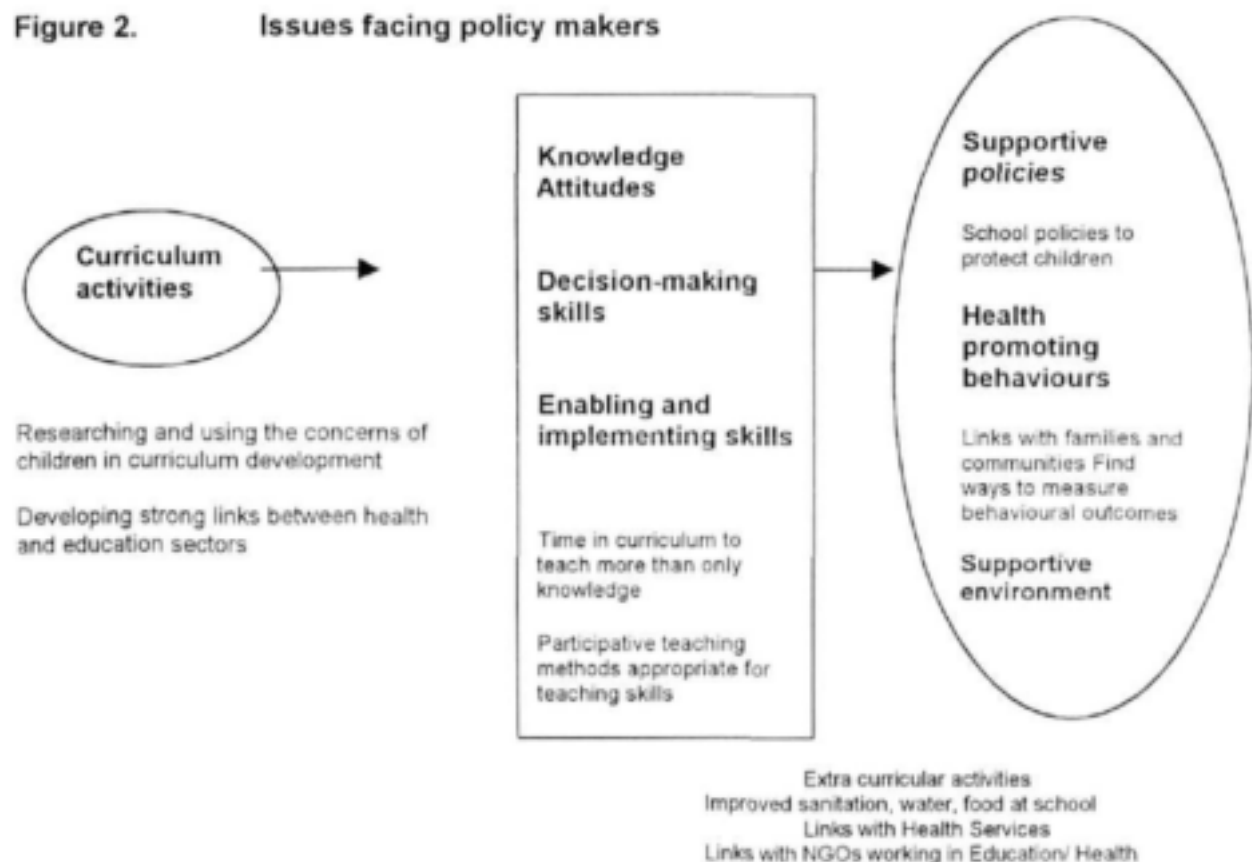 Figure 2. Issues facing policy makers
Curriculum
activities
Researching and using the concerns of
children in curriculum development
Developing strong links between health
and education sectors
Knowledge
Attitudes
Decision-making
skills
Enabling and
implementing skills
Time in curriculum to
teach more than only
knowledge
Participative teaching
methods appropriate for
teaching skills
Supportive
policies
School policies to
protect children
Health
promoting
behaviours
Links with families and
communities Find
ways to measure
behavioural outcomes
Supportive
environment
Extra curricular activities
Improved sanitation, water, food at school
Links with Health Services
Links with NGOs working in Education/ Health